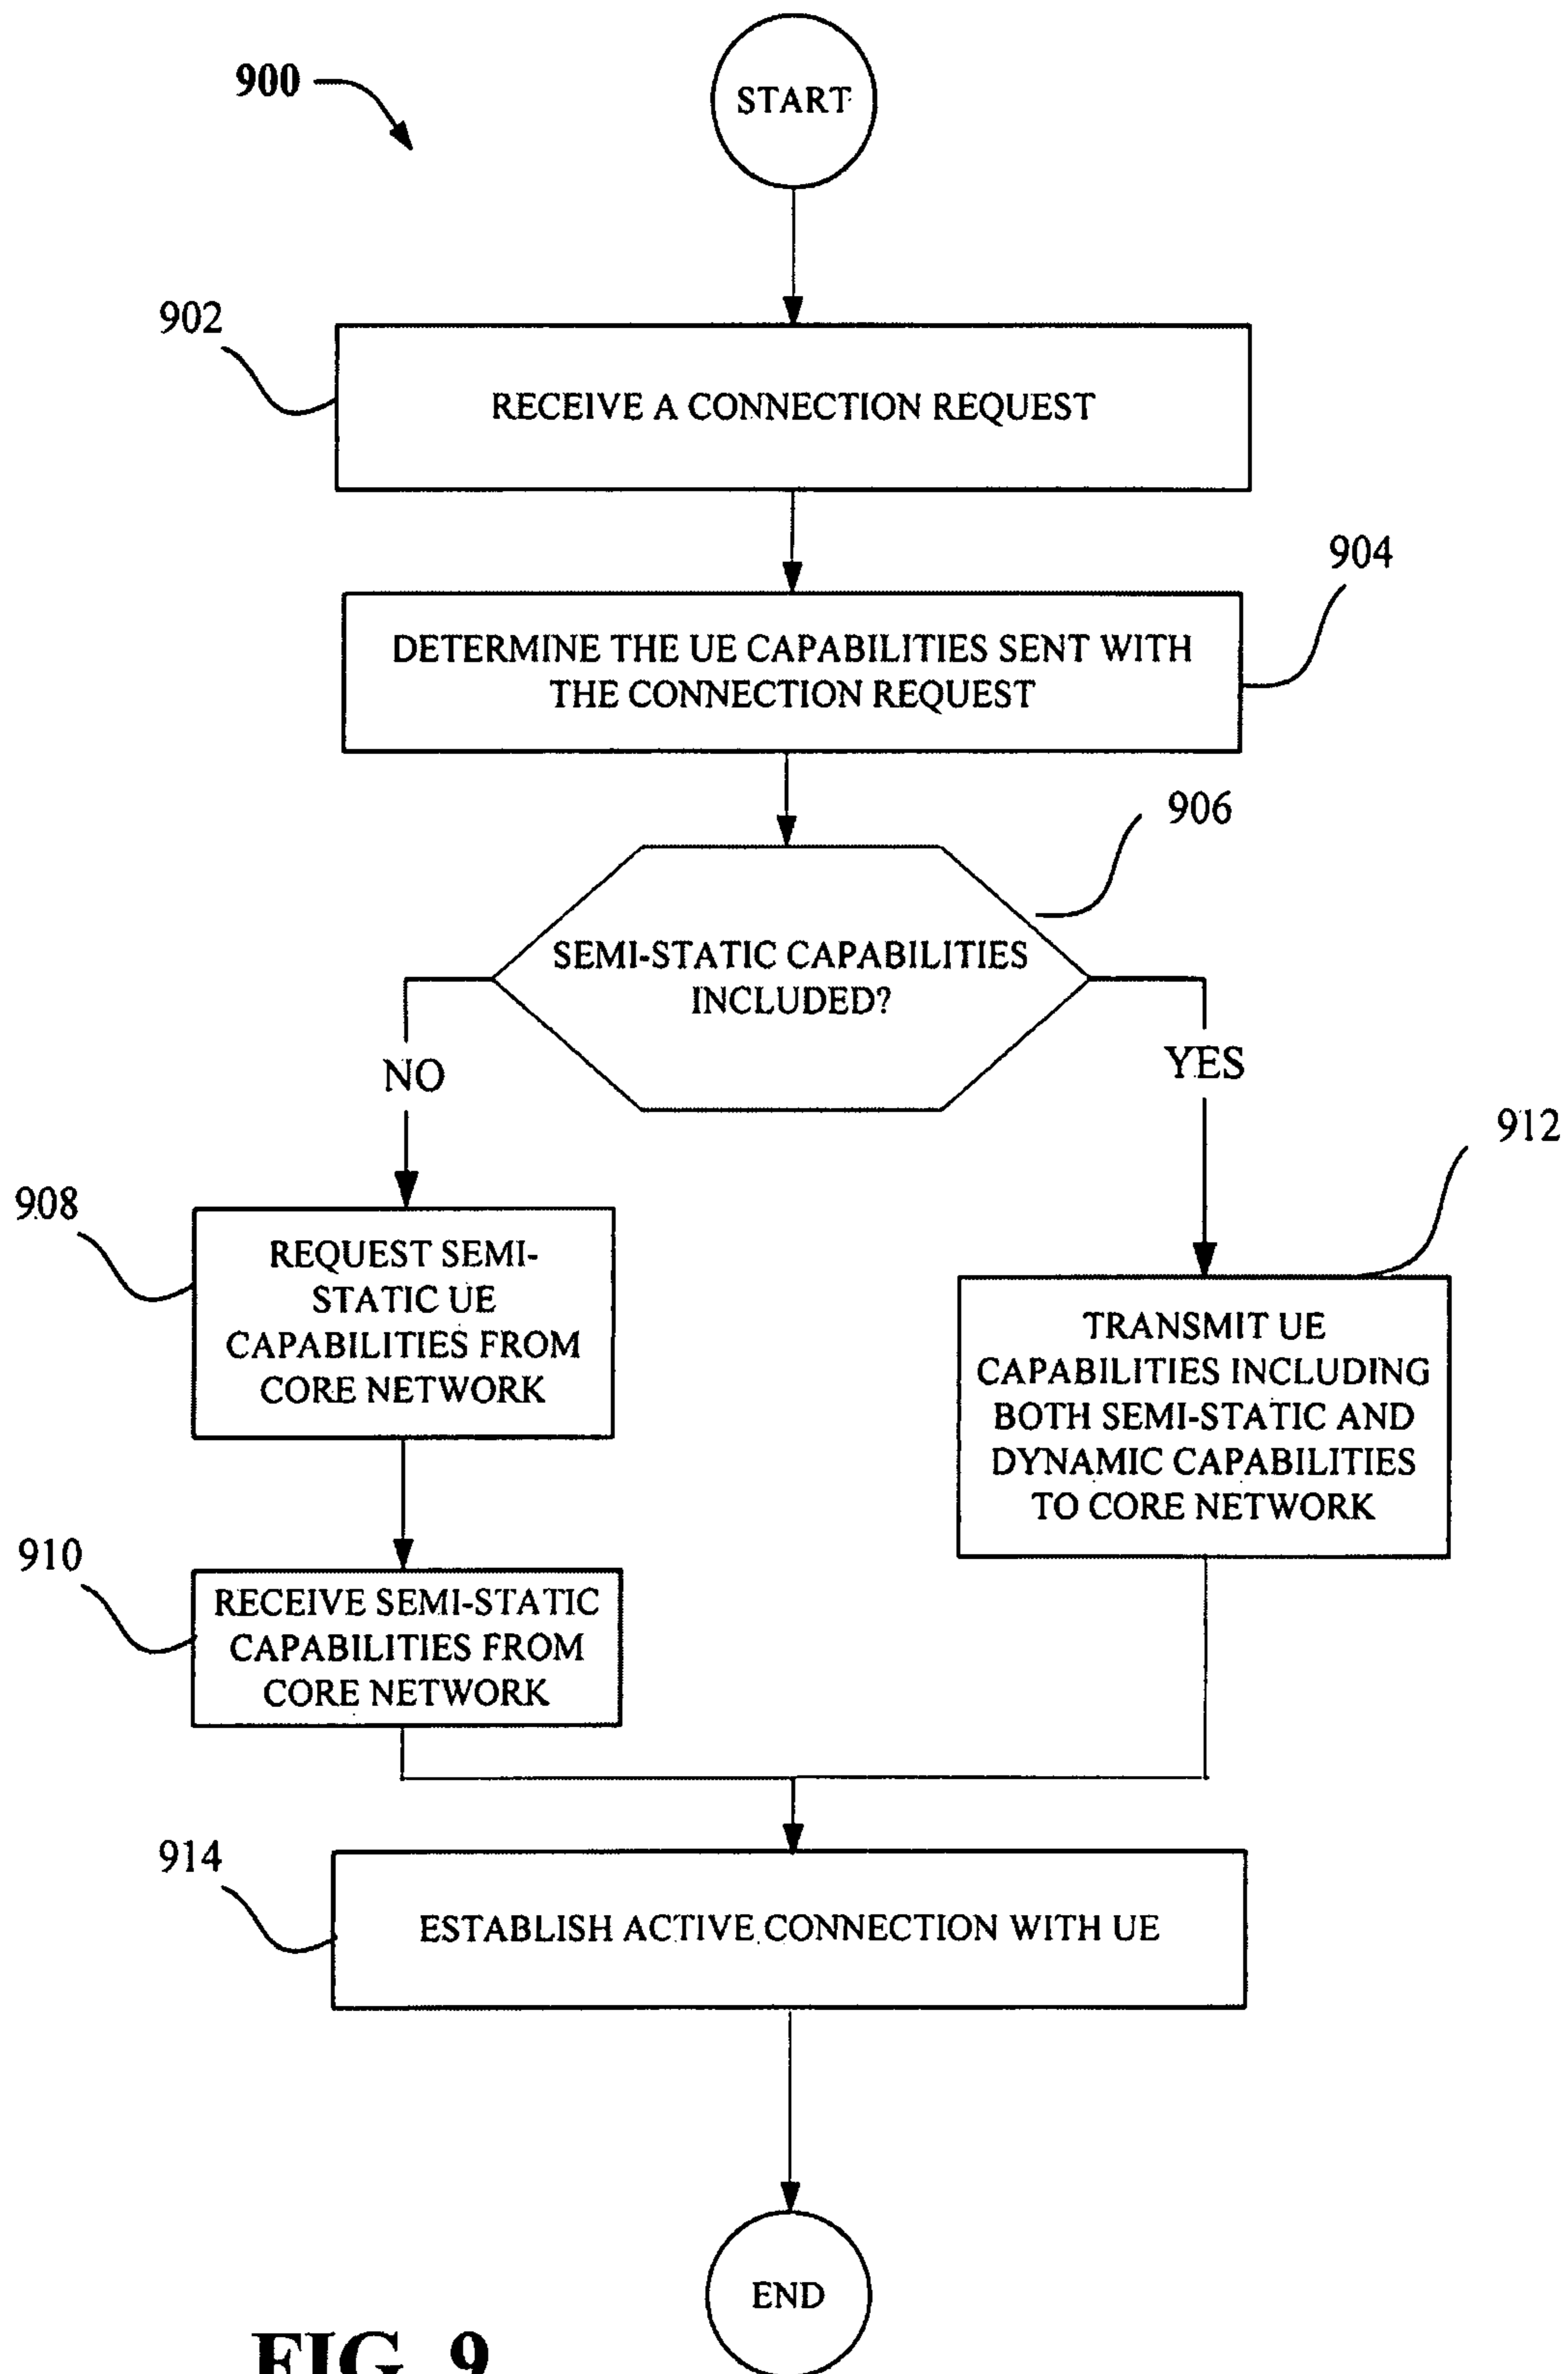 900
START
902
RECEIVE A CONNECTION REQUEST
904
DETERMINE THE UE CAPABILITIES SENT WITH
THE CONNECTION REQUEST
906
SEMI-STATIC CAPABILITIES
INCLUDED?
NO
YES
908
REQUEST SEMI-
STATIC UE
CAPABILITIES FROM
CORE NETWORK
912
TRANSMIT UE
CAPABILITIES INCLUDING
BOTH SEMI-STATIC AND
DYNAMIC CAPABILITIES
TO CORE NETWORK
910
RECEIVE SEMI-STATIC
CAPABILITIES FROM
CORE NETWORK
914
ESTABLISH ACTIVE CONNECTION WITH UE
END
FIG. 9